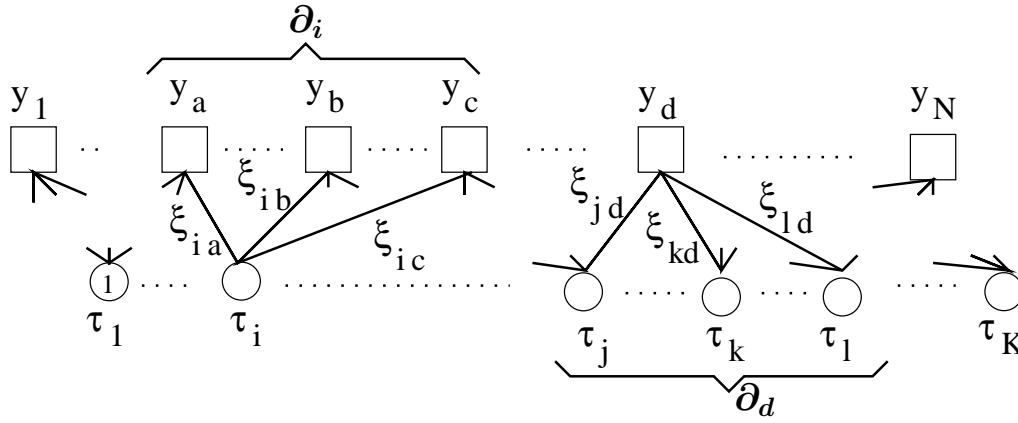 ∂i
y1 ya yb yc yd yN
ξib ξjd ξld
ξia ξic ξkd
1
τ1 τi τj τk τl τK
∂d